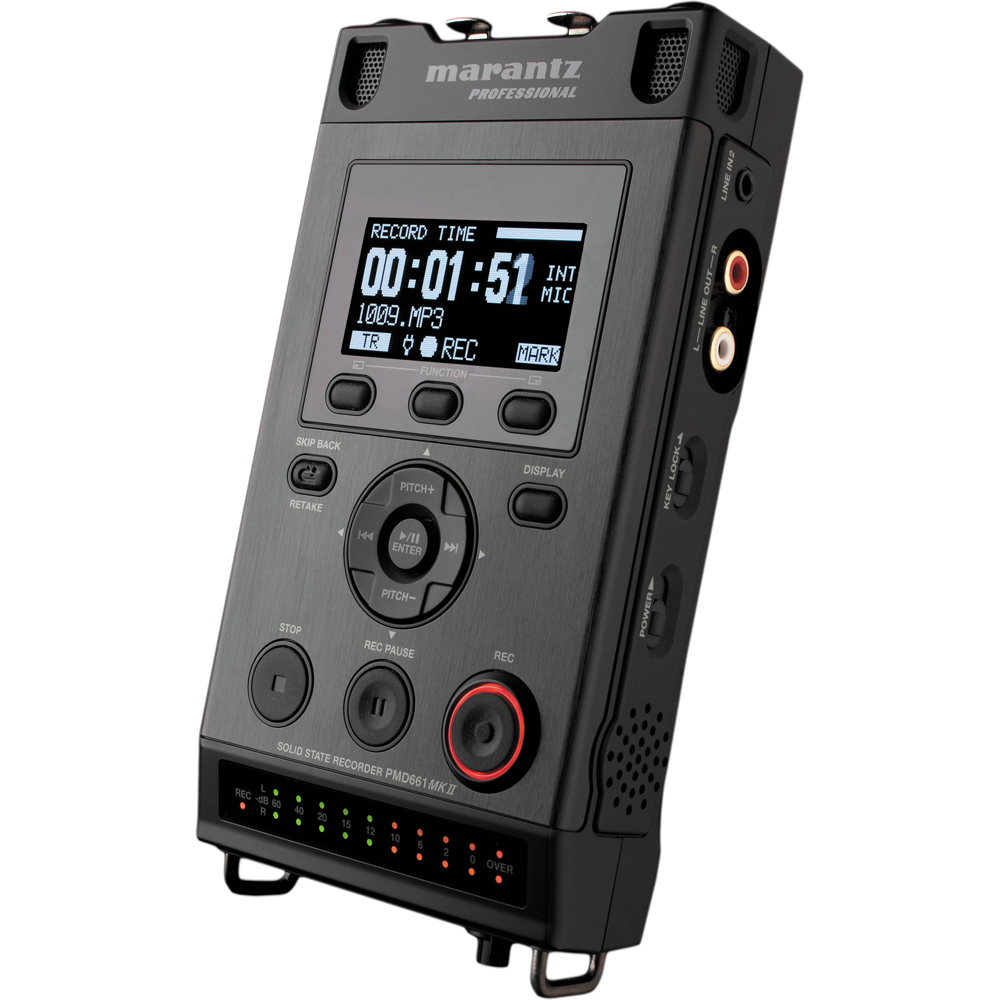 marantz
PROFESSIONAL
LINE IN 2
RECORD TIME
00:01:51
INT
MIC
1009.MP3
TR
REC
MARK
L LINE OUT R
FUNCTION
SKIP BACK
RETAKE
DISPLAY
KEY LOCK
PITCH+
ENTER
PITCH-
POWER
STOP
REC PAUSE
REC
SOLID STATE RECORDER PMD661 MKII
REC
L
-dB 60 40 20 15 12 10 6 2 0 OVER
R